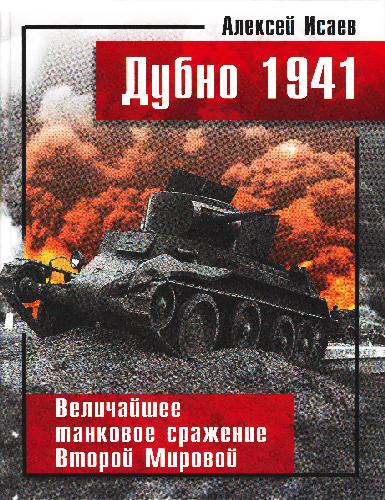 Алексей Исаев
Дубно 1941
Величайшее
танковое сражение
Второй Мировой